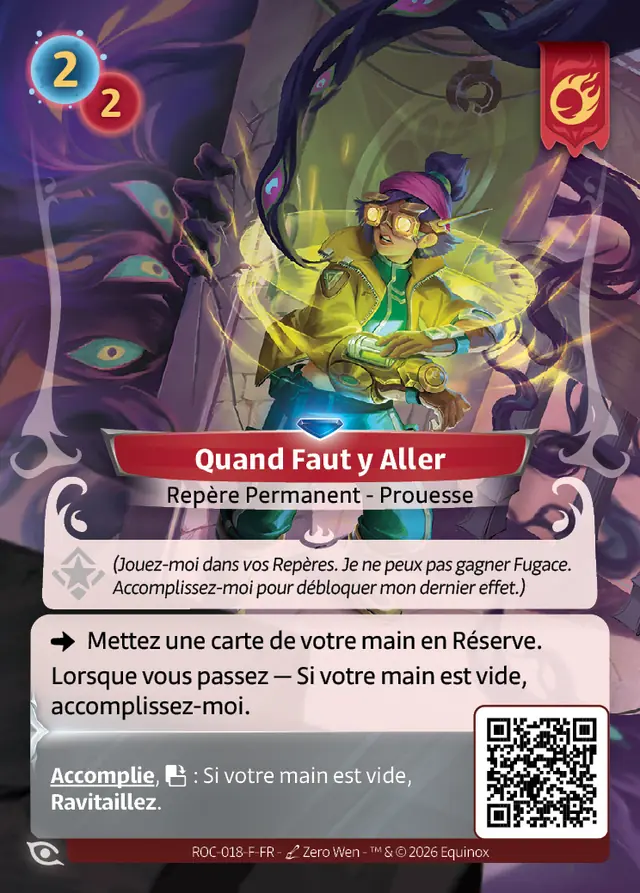 2
2
Quand Faut y Aller
Repère Permanent - Prouesse
(Jouez-moi dans vos Repères. Je ne peux pas gagner Fugace.
Accomplissez-moi pour débloquer mon dernier effet.)
Mettez une carte de votre main en Réserve.
Lorsque vous passez — Si votre main est vide,
accomplissez-moi.
Accomplie, : Si votre main est vide,
Ravitaillez.
ROC-018-F-FR - Zero Wen - ™ & © 2026 Equinox